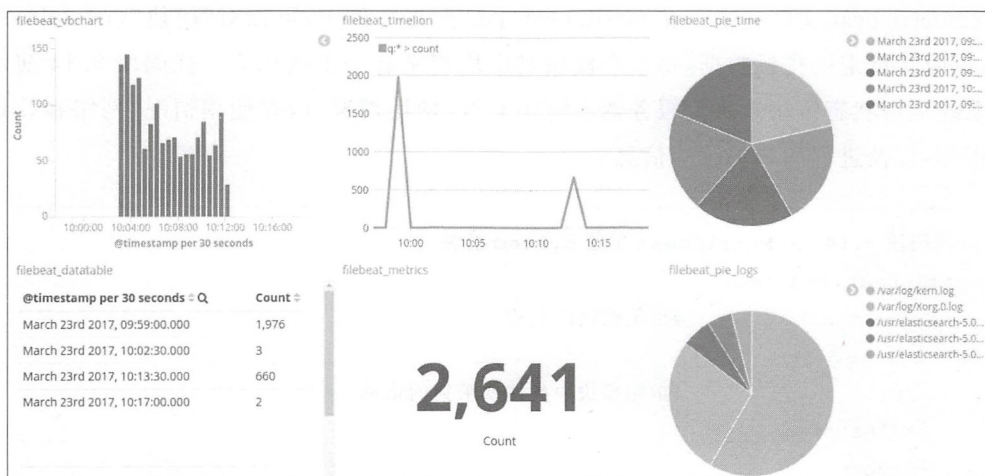 filebeat_vbchart
150
100
50
0
Count
10:00:00 10:04:00 10:08:00 10:12:00 10:16:00
@timestamp per 30 seconds
filebeat_timelion
q:* > count
2500
2000
1500
1000
500
0
10:00 10:05 10:10 10:15
filebeat_pie_time
March 23rd 2017, 09:...
March 23rd 2017, 09:...
March 23rd 2017, 09:...
March 23rd 2017, 10:...
March 23rd 2017, 09:...
filebeat_datatable
@timestamp per 30 seconds Count
March 23rd 2017, 09:59:00.000 1,976
March 23rd 2017, 10:02:30.000 3
March 23rd 2017, 10:13:30.000 660
March 23rd 2017, 10:17:00.000 2
filebeat_metrics
2,641
Count
filebeat_pie_logs
/var/log/kern.log
/var/log/Xorg.0.log
/usr/elasticsearch-5.0...
/usr/elasticsearch-5.0...
/usr/elasticsearch-5.0...